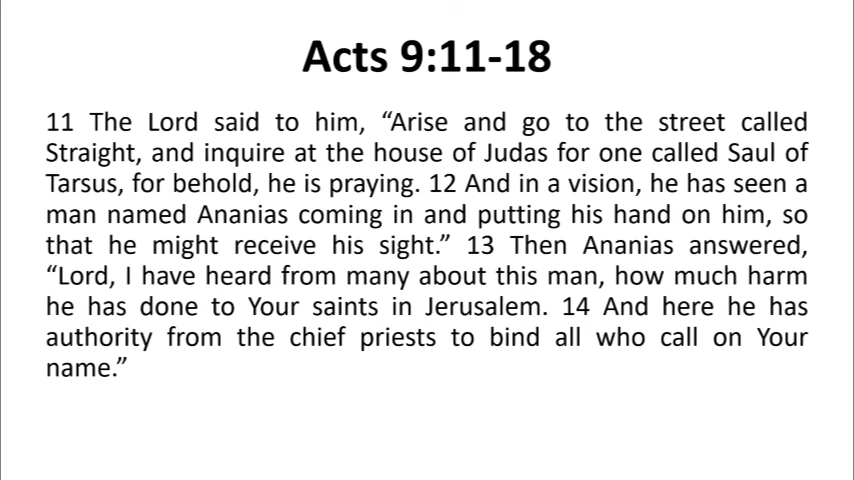 Acts 9:11-18
11 The Lord said to him, “Arise and go to the street called
Straight, and inquire at the house of Judas for one called Saul of
Tarsus, for behold, he is praying. 12 And in a vision, he has seen a
man named Ananias coming in and putting his hand on him, so
that he might receive his sight.” 13 Then Ananias answered,
“Lord, I have heard from many about this man, how much harm
he has done to Your saints in Jerusalem. 14 And here he has
authority from the chief priests to bind all who call on Your
name.”